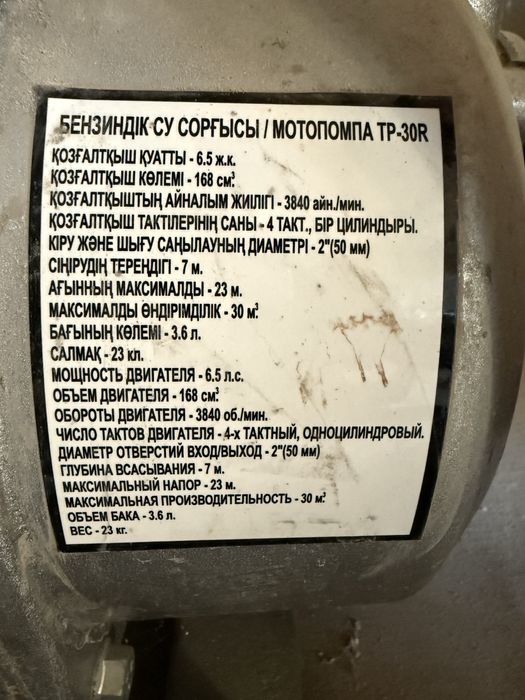 БЕНЗИНДІК СУ СОРҒЫСЫ / МОТОПОМПА TP-30R
ҚОЗҒАЛТҚЫШ ҚУАТТЫ - 6.5 ж.к.
ҚОЗҒАЛТҚЫШ КӨЛЕМІ - 168 см³
ҚОЗҒАЛТҚЫШТЫҢ АЙНАЛЫМ ЖИІЛІГІ - 3840 айн./мин.
ҚОЗҒАЛТҚЫШ ТАКТІЛЕРІНІҢ САНЫ - 4 ТАКТ., БІР ЦИЛИНДЫРЫ.
КІРУ ЖӘНЕ ШЫҒУ САҢЫЛАУНЫҢ ДИАМЕТРІ - 2"(50 мм)
СІҢІРУДІҢ ТЕРЕНДІГІ - 7 м.
АҒЫННЫҢ МАКСИМАЛДЫ - 23 м.
МАКСИМАЛДЫ ӨНДІРІМДІЛІК - 30 м³
БАҒЫНЫҢ КӨЛЕМІ - 3.6 л.
САЛМАҚ - 23 кл.
МОЩНОСТЬ ДВИГАТЕЛЯ - 6.5 л.с.
ОБЪЕМ ДВИГАТЕЛЯ - 168 см³
ОБОРОТЫ ДВИГАТЕЛЯ - 3840 об./мин.
ЧИСЛО ТАКТОВ ДВИГАТЕЛЯ - 4-х ТАКТНЫЙ, ОДНОЦИЛИНДРОВЫЙ.
ДИАМЕТР ОТВЕРСТИЙ ВХОД/ВЫХОД - 2"(50 мм)
ГЛУБИНА ВСАСЫВАНИЯ - 7 м.
МАКСИМАЛЬНЫЙ НАПОР - 23 м.
МАКСИМАЛЬНАЯ ПРОИЗВОДИТЕЛЬНОСТЬ - 30 м³
ОБЪЕМ БАКА - 3.6 л.
ВЕС - 23 кг.